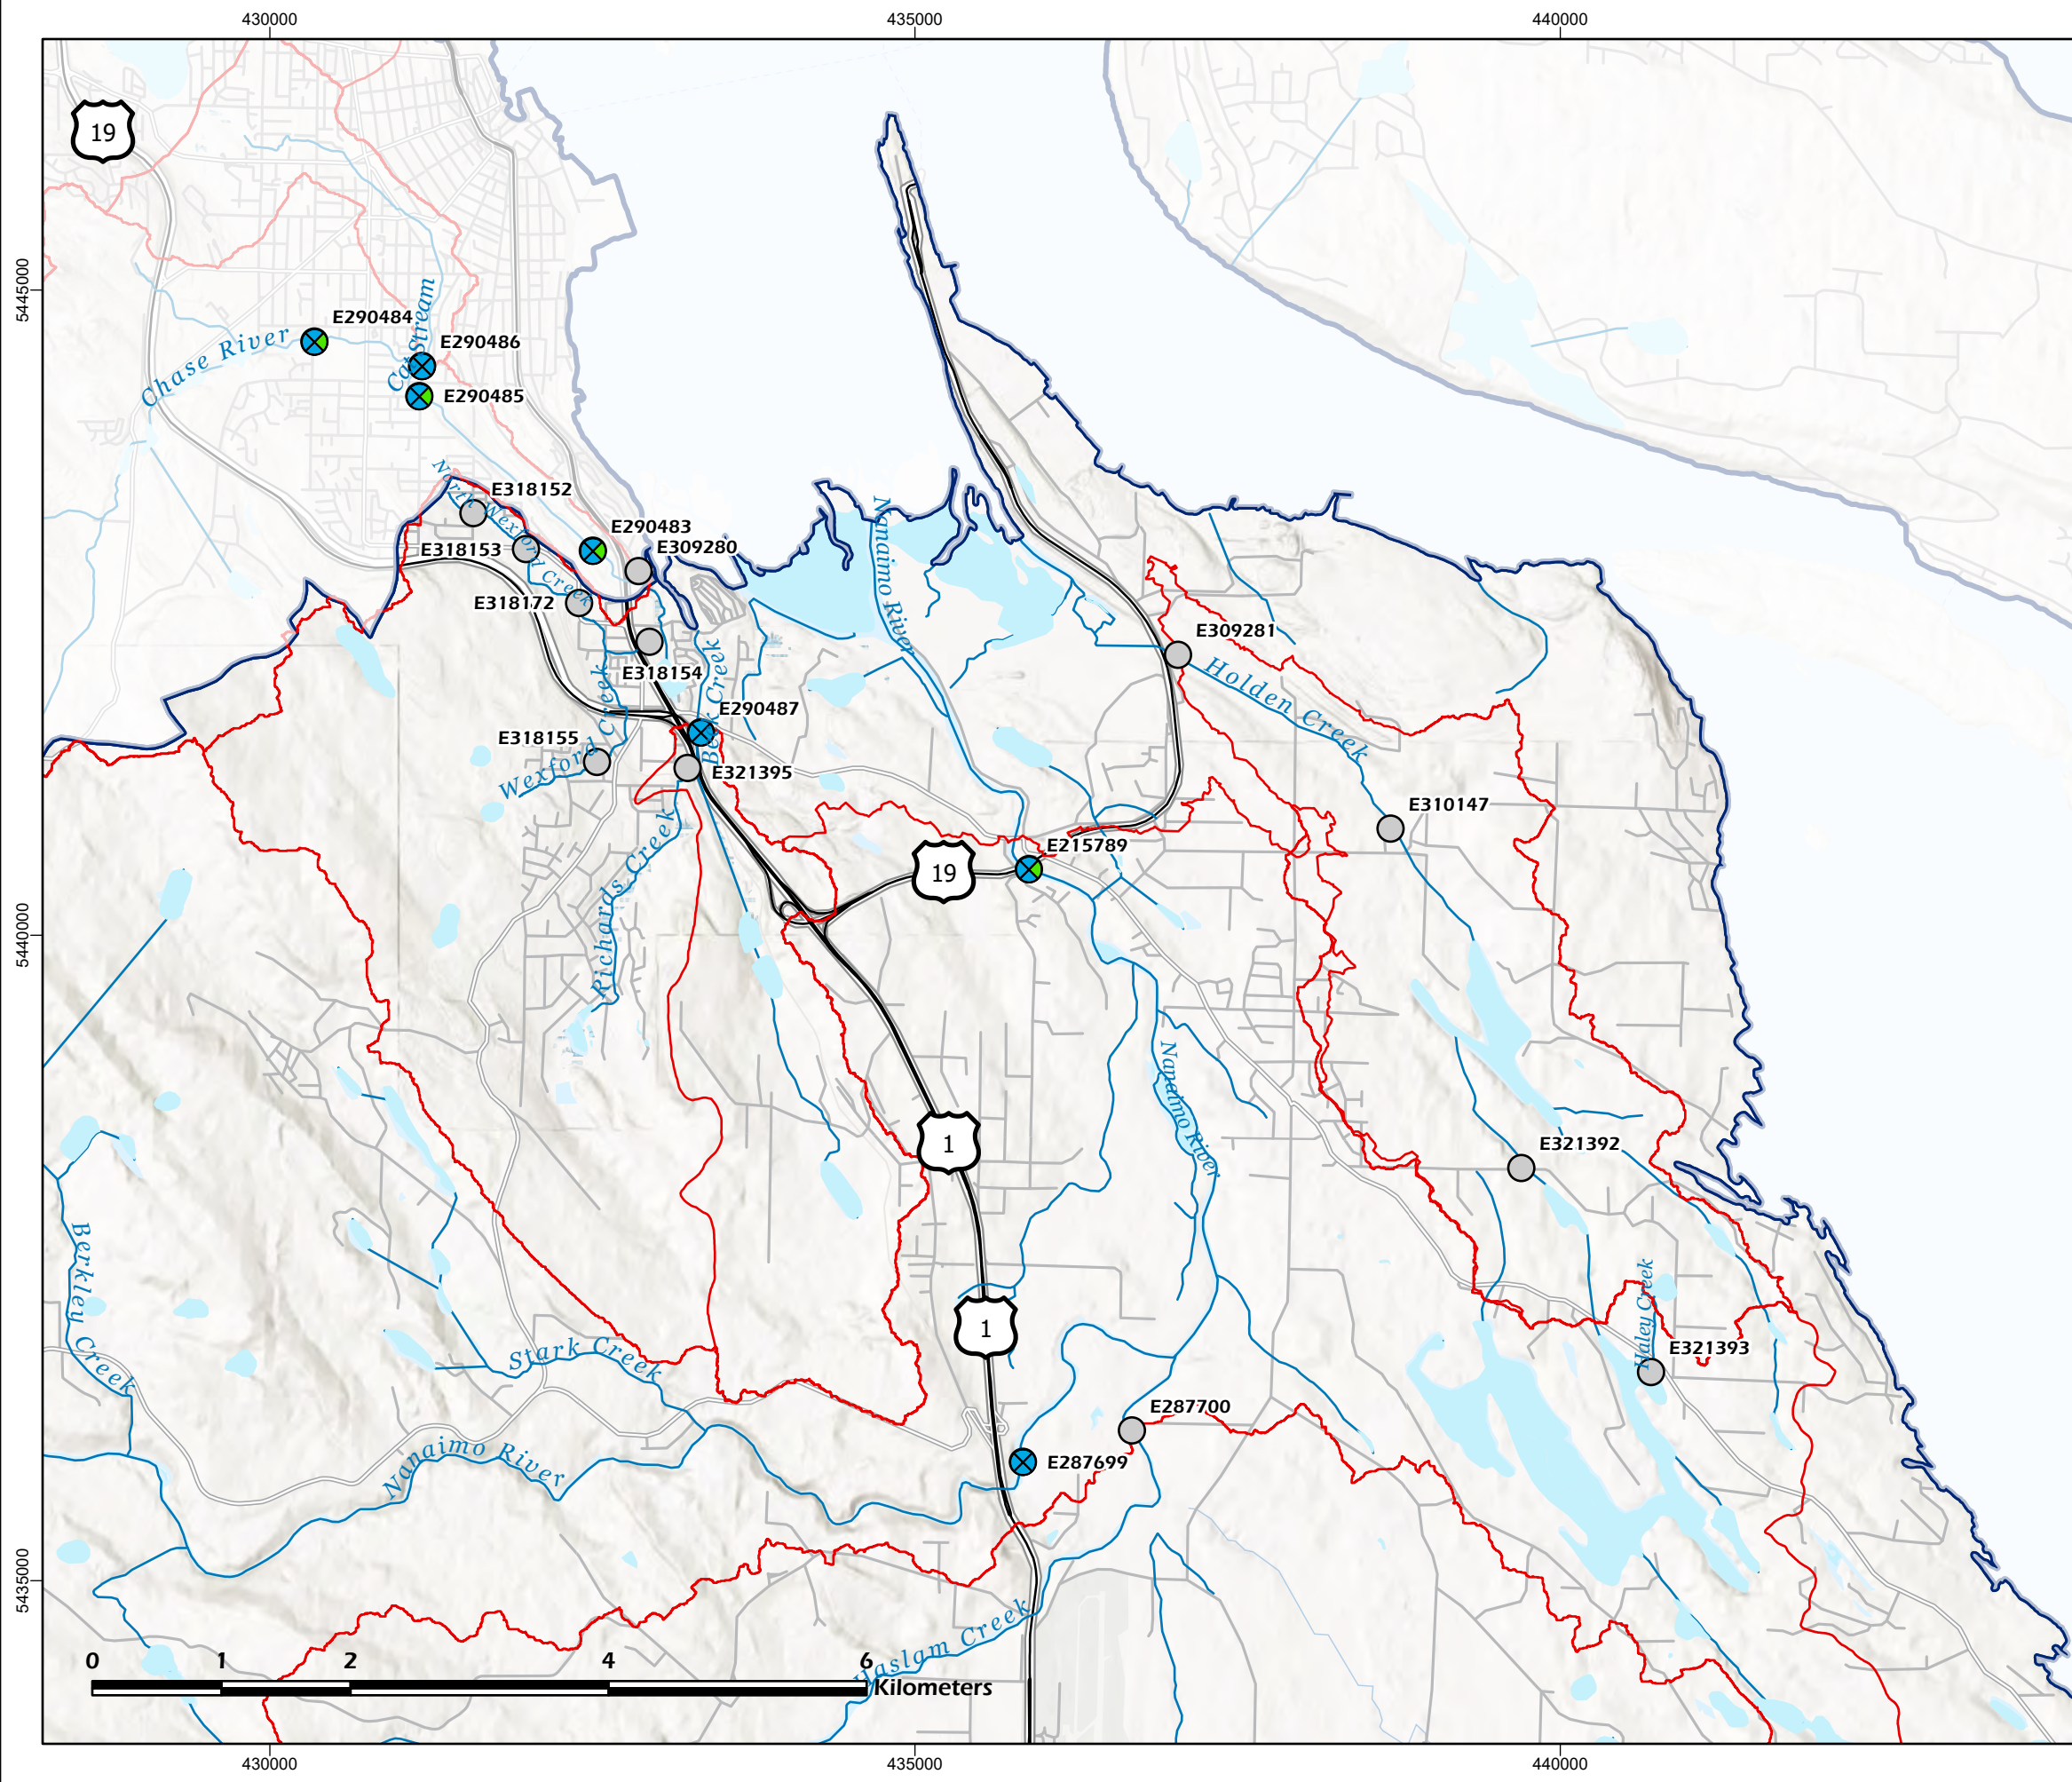 430000
435000
440000
19
5445000
E290484
Cat Stream
E290486
Chase River
E290485
North Wexford Creek
E318152
E290483
E318153
E309280
Nanaimo River
E318172
E309281
E318154
Holden Creek
Beck Creek
E290487
E318155
Wexford Creek
E321395
E310147
Richards Creek
E215789
19
5440000
Nanaimo River
1
E321392
Berkley Creek
Haley Creek
1
Stark Creek
E321393
E287700
Nanaimo River
E287699
5435000
Haslam Creek
0 1 2 4 6
Kilometers
430000
435000
440000